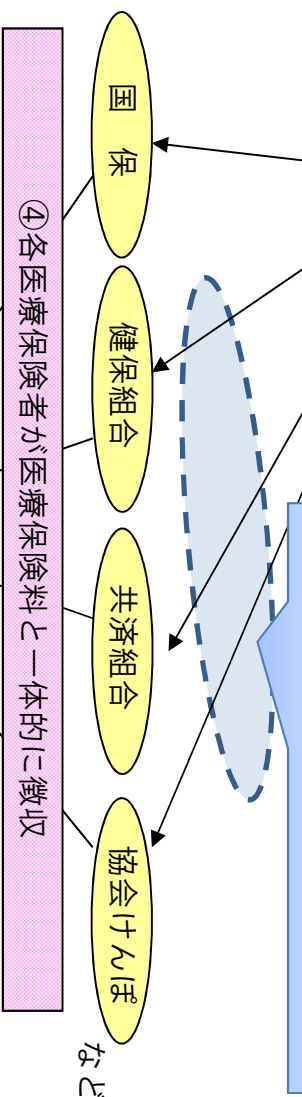 国 保
健保組合
共済組合
協会けんぽ
など
④各医療保険者が医療保険料と一体的に徴収